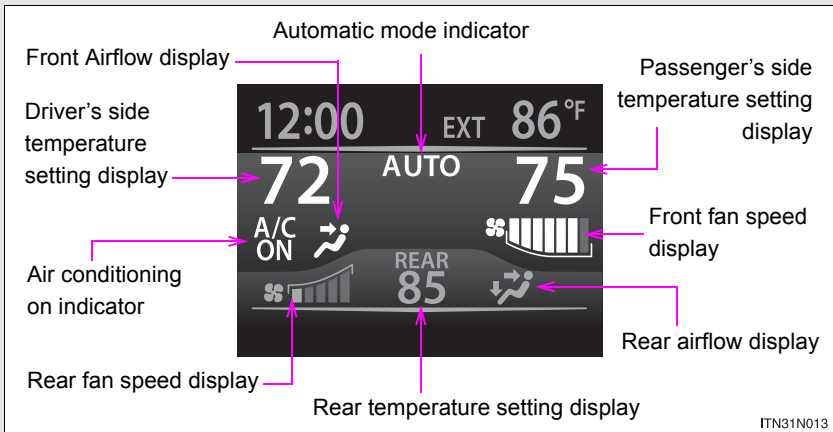 Automatic mode indicator
Front Airflow display
Passenger's side
temperature setting
display
Driver's side
temperature
setting display
12:00
EXT 86°F
72
AUTO
75
A/C
ON
Front fan speed
display
Air conditioning
on indicator
REAR
85
Rear airflow display
Rear fan speed display
Rear temperature setting display
ITN31N013